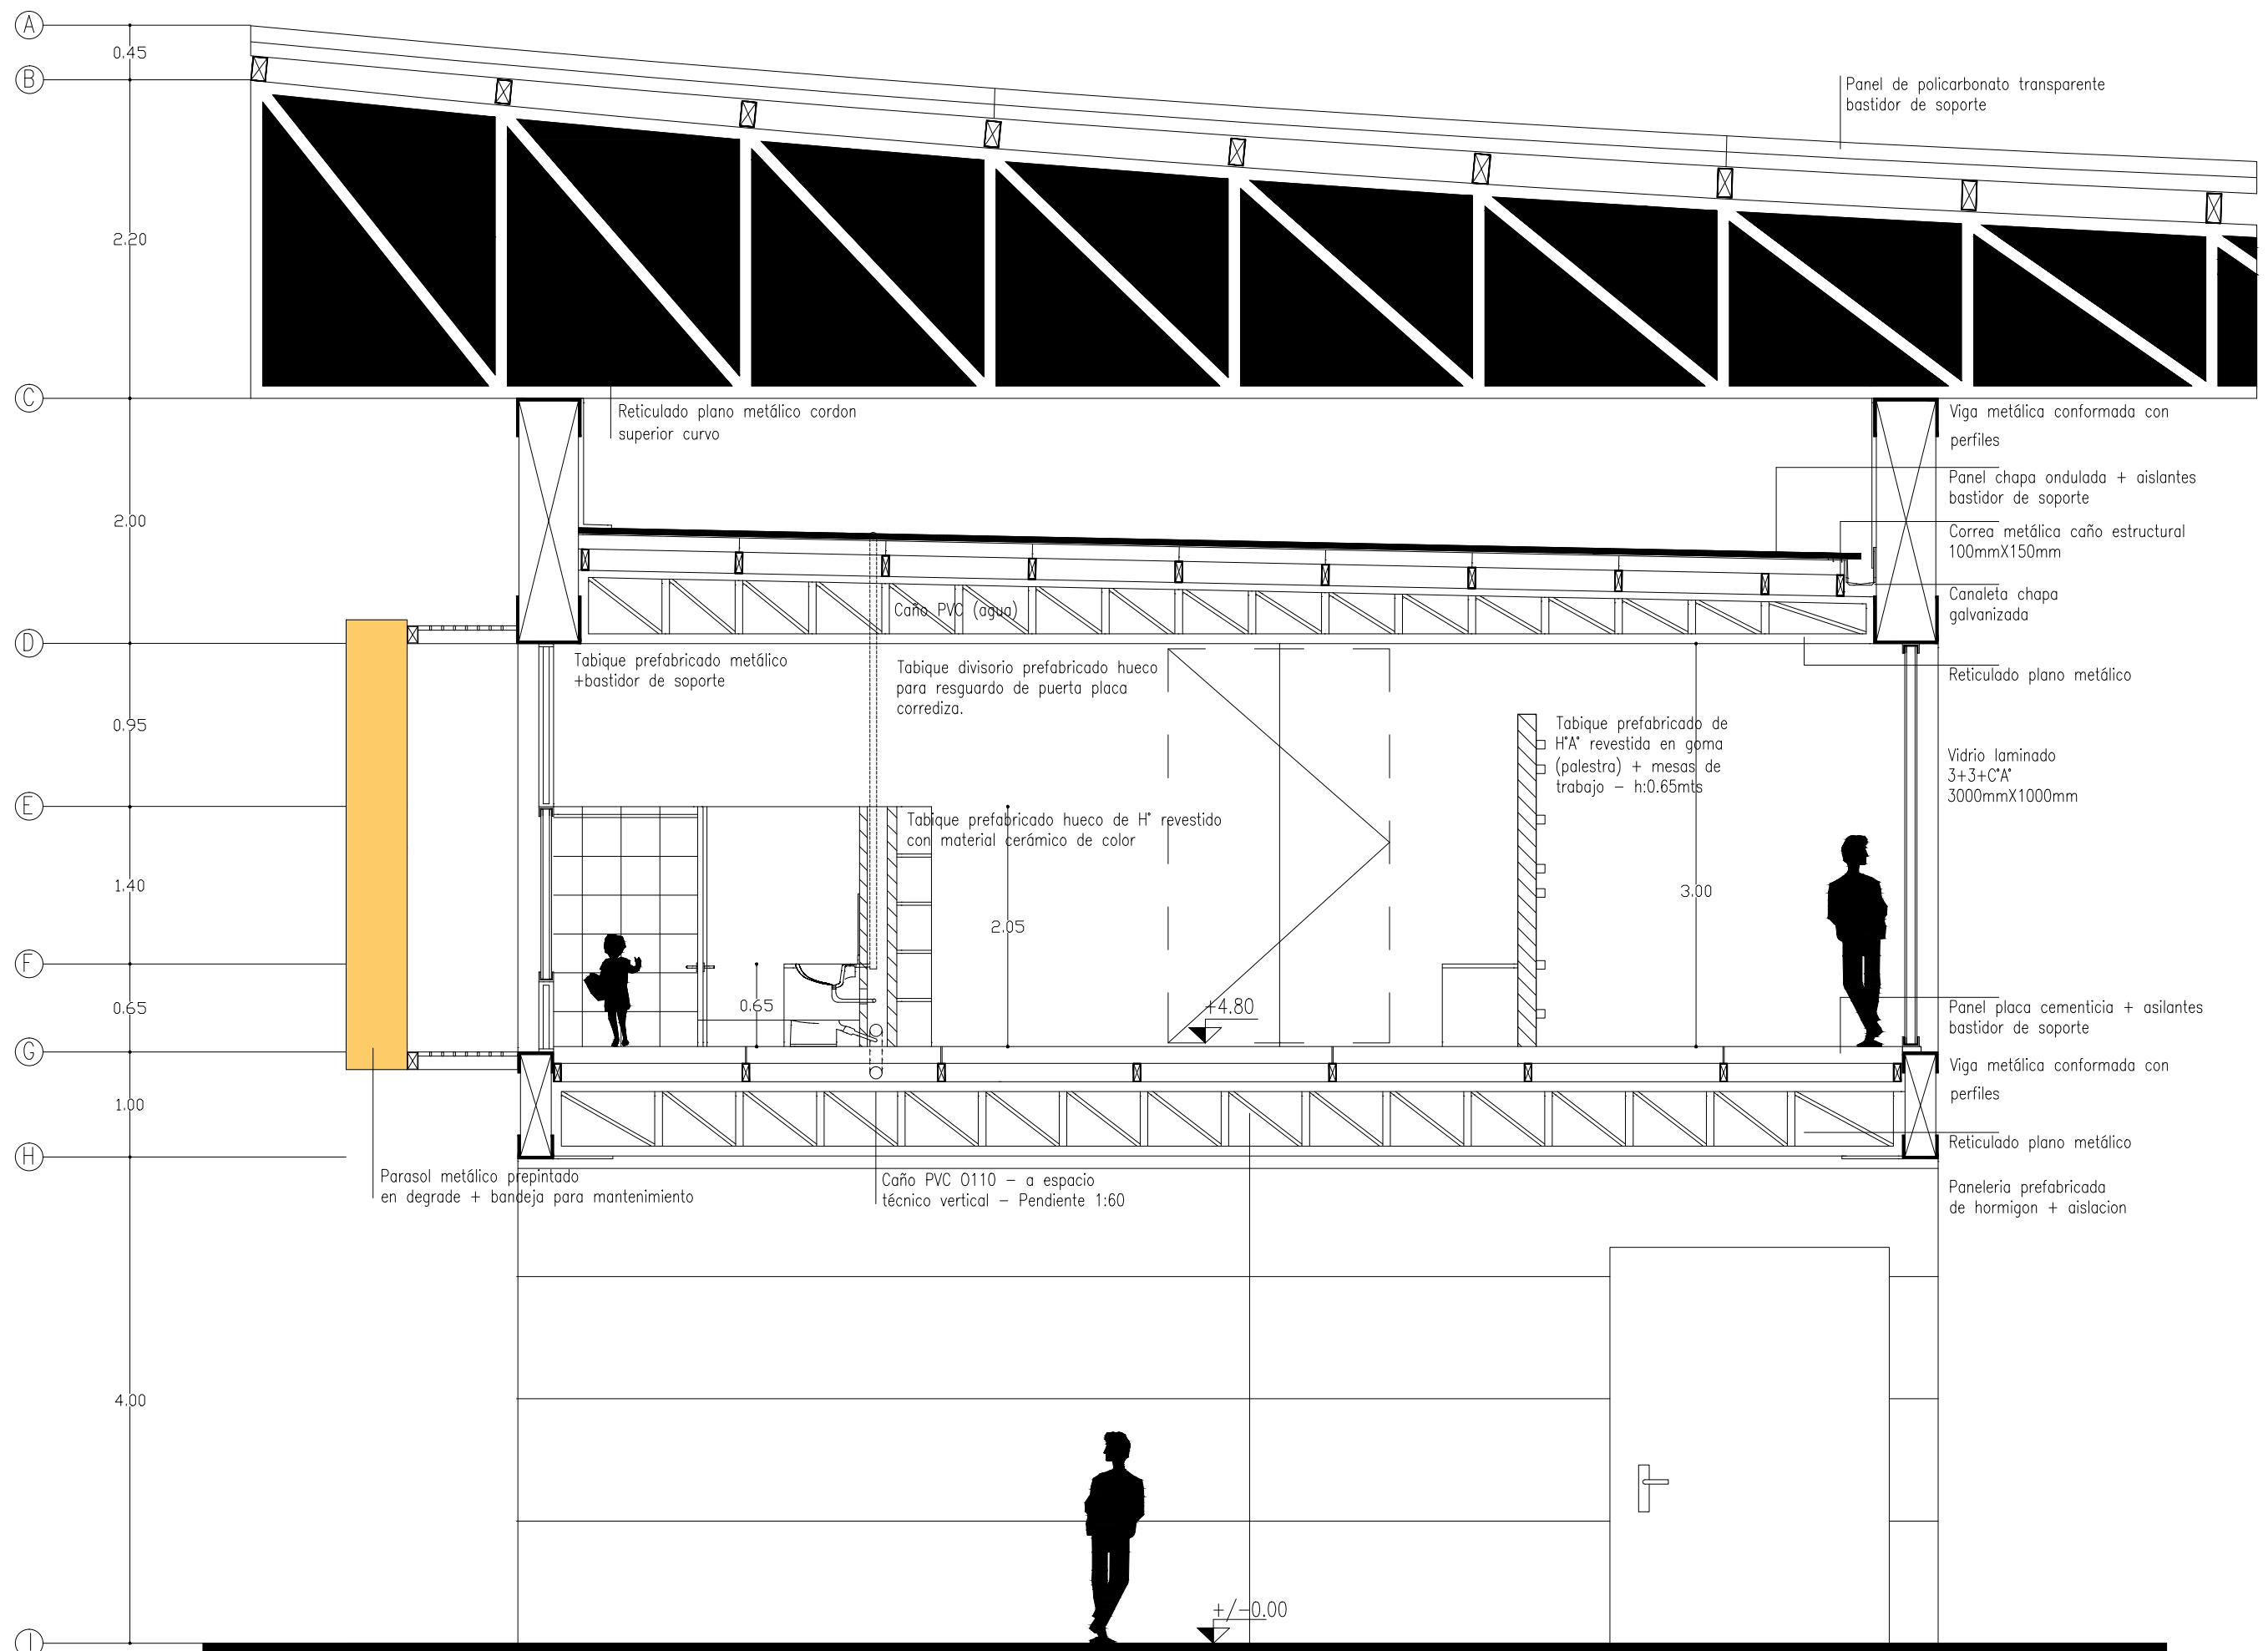 A
0.45
B
2.20
C
2.00
D
0.95
E
1.40
F
0.65
G
1.00
H
4.00
I
Panel de policarbonato transparente
bastidor de soporte
Reticulado plano metálico cordon
superior curvo
Viga metálica conformada con
perfiles
Panel chapa ondulada + aislantes
bastidor de soporte
Correa metálica caño estructural
100mmX150mm
Canaleta chapa
galvanizada
Caño PVC (agua)
Tabique prefabricado metálico
+bastidor de soporte
Tabique divisorio prefabricado hueco
para resguardo de puerta placa
corrediza.
Reticulado plano metálico
Tabique prefabricado de
H°A° revestida en goma
(palestra) + mesas de
trabajo - h:0.65mts
Vidrio laminado
3+3+C°A°
3000mmX1000mm
Tabique prefabricado hueco de H° revestido
con material cerámico de color
3.00
2.05
0.65
+4.80
Panel placa cementicia + asilantes
bastidor de soporte
Viga metálica conformada con
perfiles
Reticulado plano metálico
Parasol metálico prepintado
en degrade + bandeja para mantenimiento
Caño PVC O110 - a espacio
técnico vertical - Pendiente 1:60
Paneleria prefabricada
de hormigon + aislacion
+/-0.00